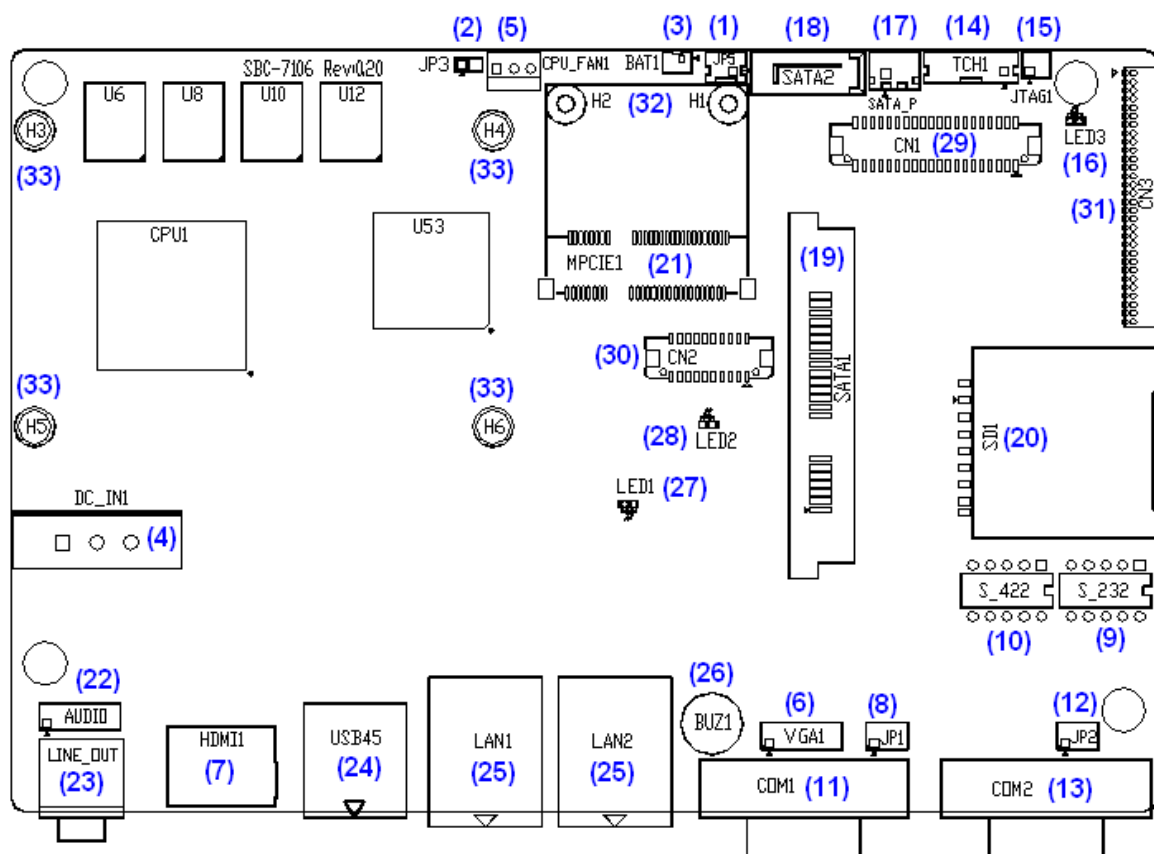 (2) (5) (3) (1) (18) (17) (14) (15)
JP3 CPU_FAN1 BAT1 JP5 SATA2 TCH1
SBC-7106 Rev:Q20
U6 U8 U10 U12
H2 (32) H1 SATA_P JTAG1
H3 H4 CN1 (29) LED3
(33) (33) (16)
CN3
(31)
CPU1 U53
MPCIE1 (21) (19)
(30) CN2 SATA1
(33) (33)
H5 H6
(28) LED2
SD1 (20)
LED1 (27)
DC_IN1
(4)
S_422 S_232
(10) (9)
(22) (26)
AUDIO BUZ1 (6) (8) (12)
VGA1 JP1 JP2
LINE_OUT HDMI1 USB45 LAN1 LAN2
(23) (7) (24) (25) (25)
COM1 (11) COM2 (13)